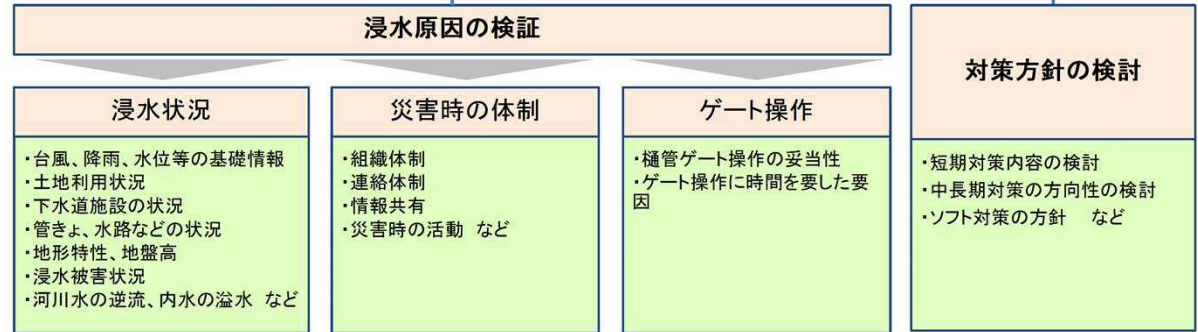 浸水原因の検証
浸水状況
・台風、降雨、水位等の基礎情報
・土地利用状況
・下水道施設の状況
・管きょ、水路などの状況
・地形特性、地盤高
・浸水被害状況
・河川水の逆流、内水の溢水 など
災害時の体制
・組織体制
・連絡体制
・情報共有
・災害時の活動 など
ゲート操作
・樋管ゲート操作の妥当性
・ゲート操作に時間を要した要
因
対策方針の検討
・短期対策内容の検討
・中長期対策の方向性の検討
・ソフト対策の方針 など